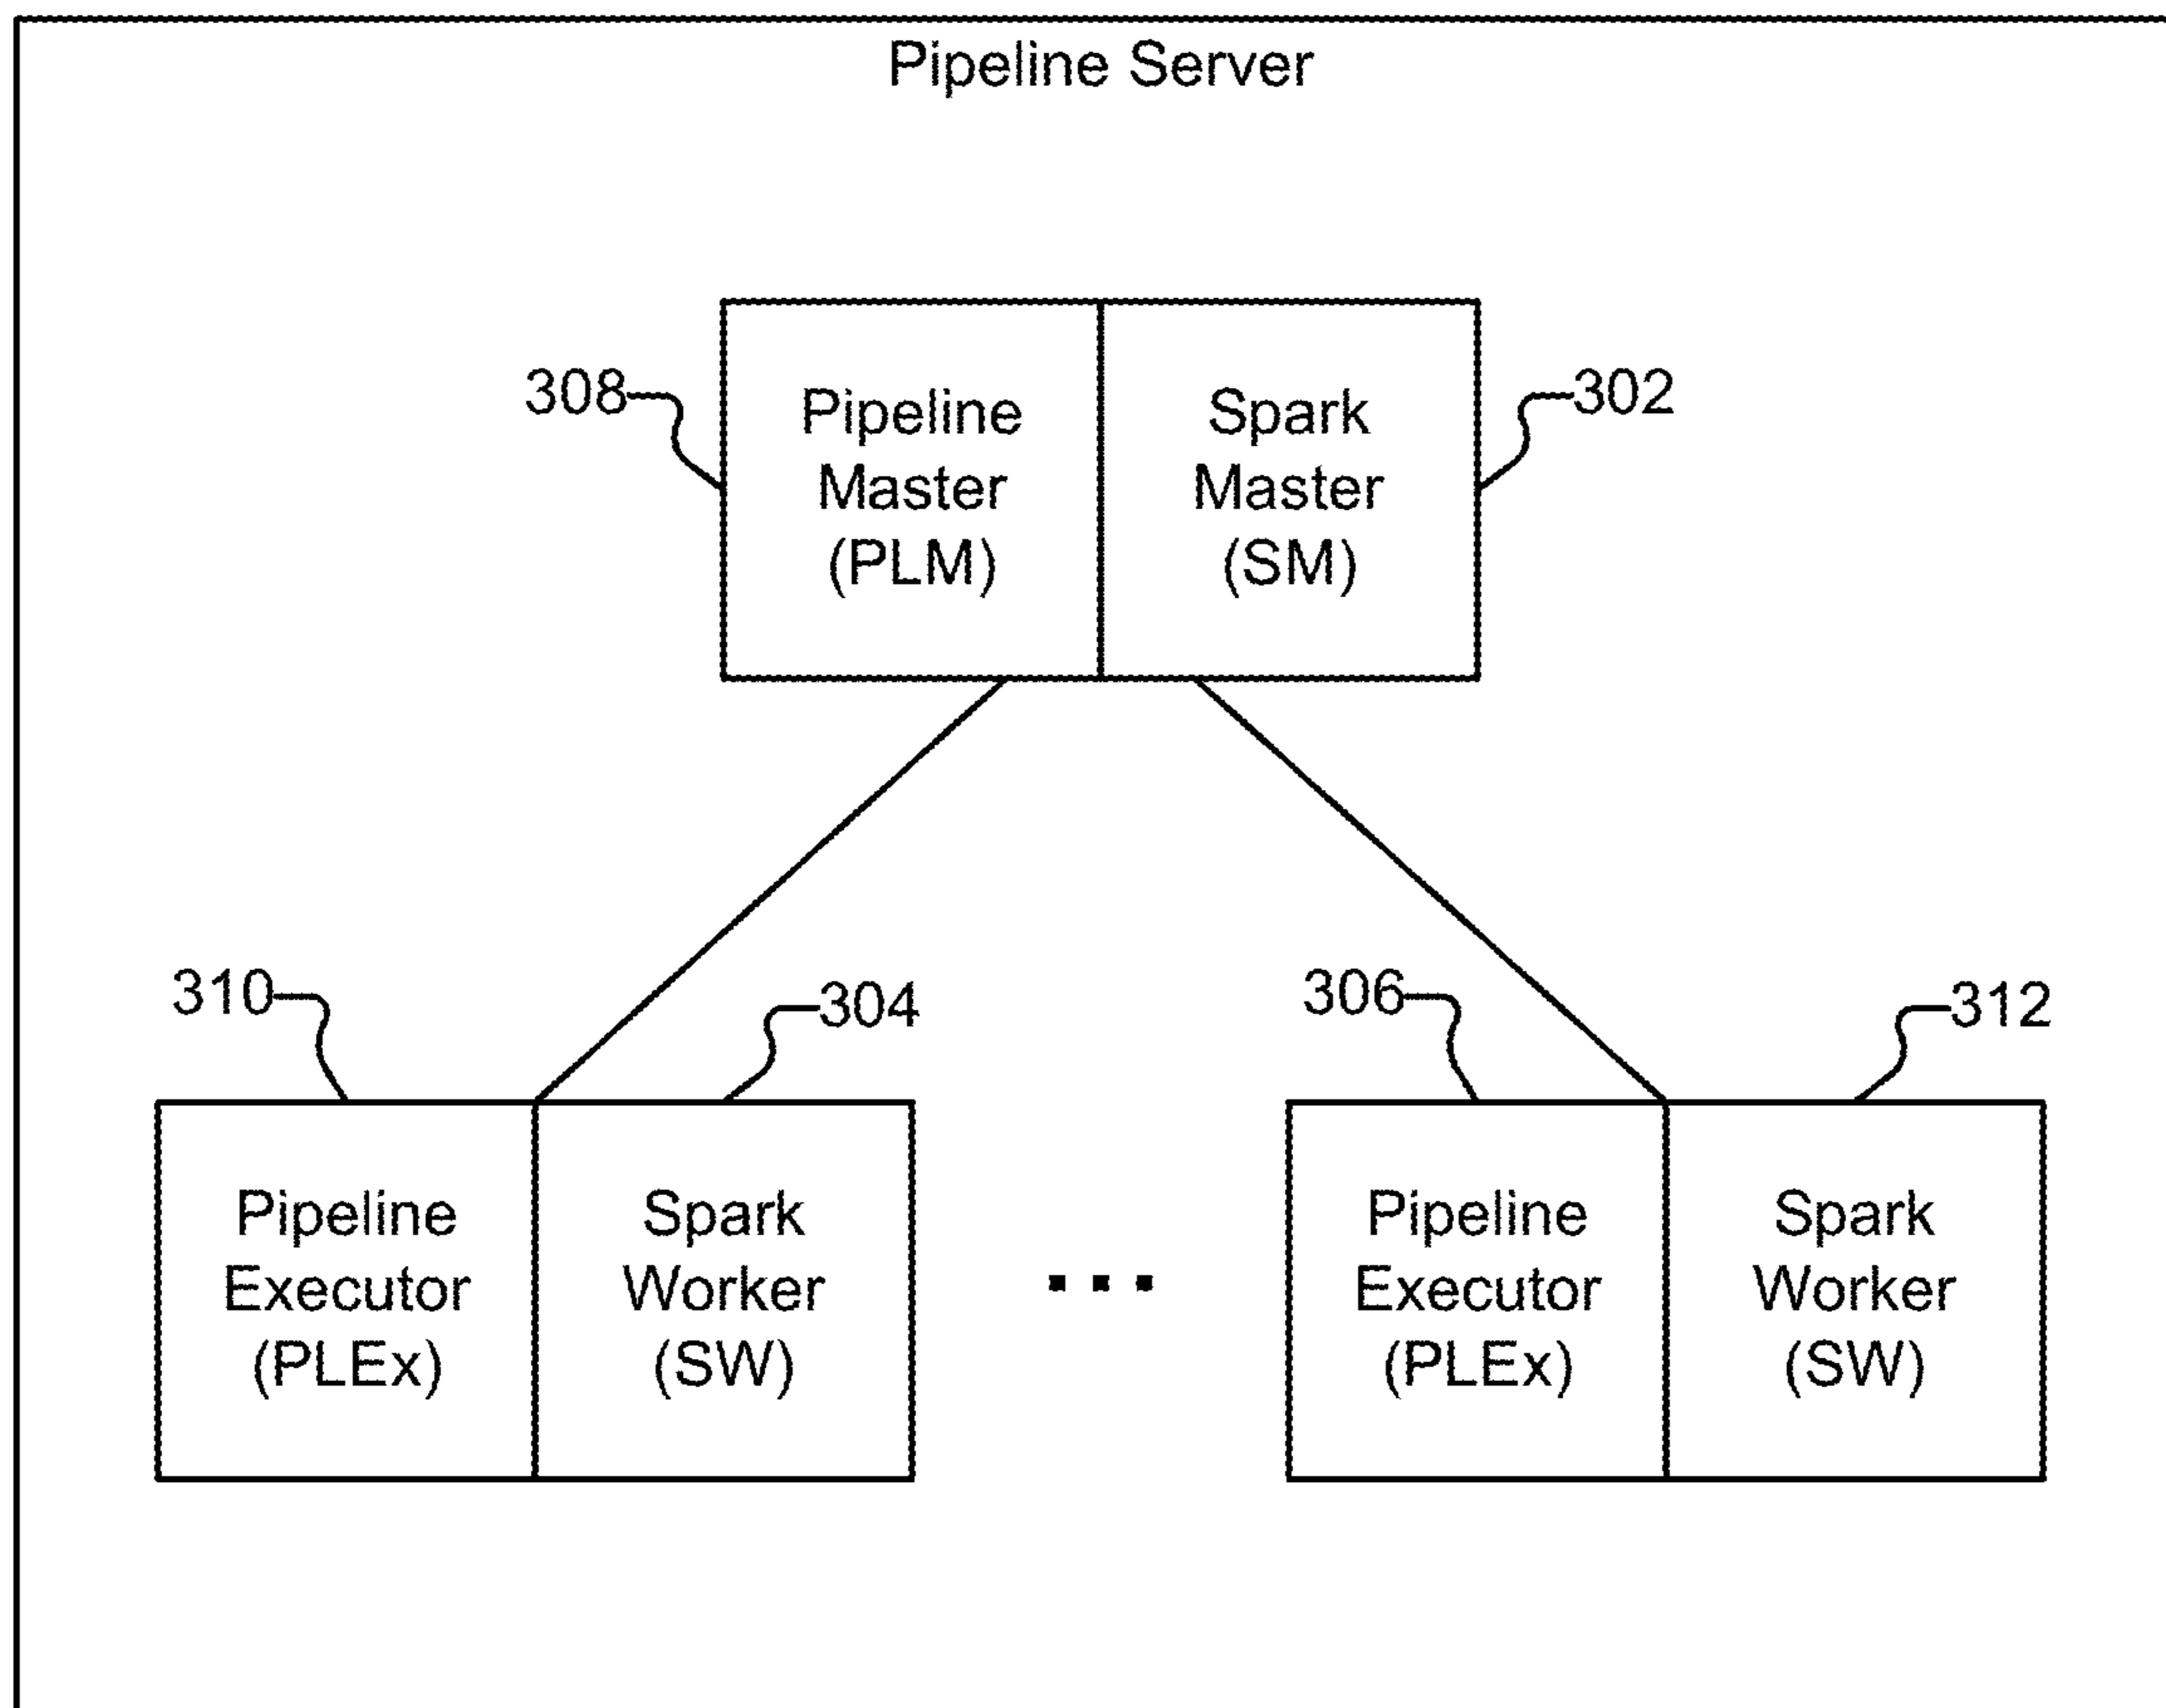 Pipeline Server
308
Pipeline
Master
(PLM)
Spark
Master
(SM)
302
310
304
306
312
Pipeline
Executor
(PLEx)
Spark
Worker
(SW)
...
Pipeline
Executor
(PLEx)
Spark
Worker
(SW)